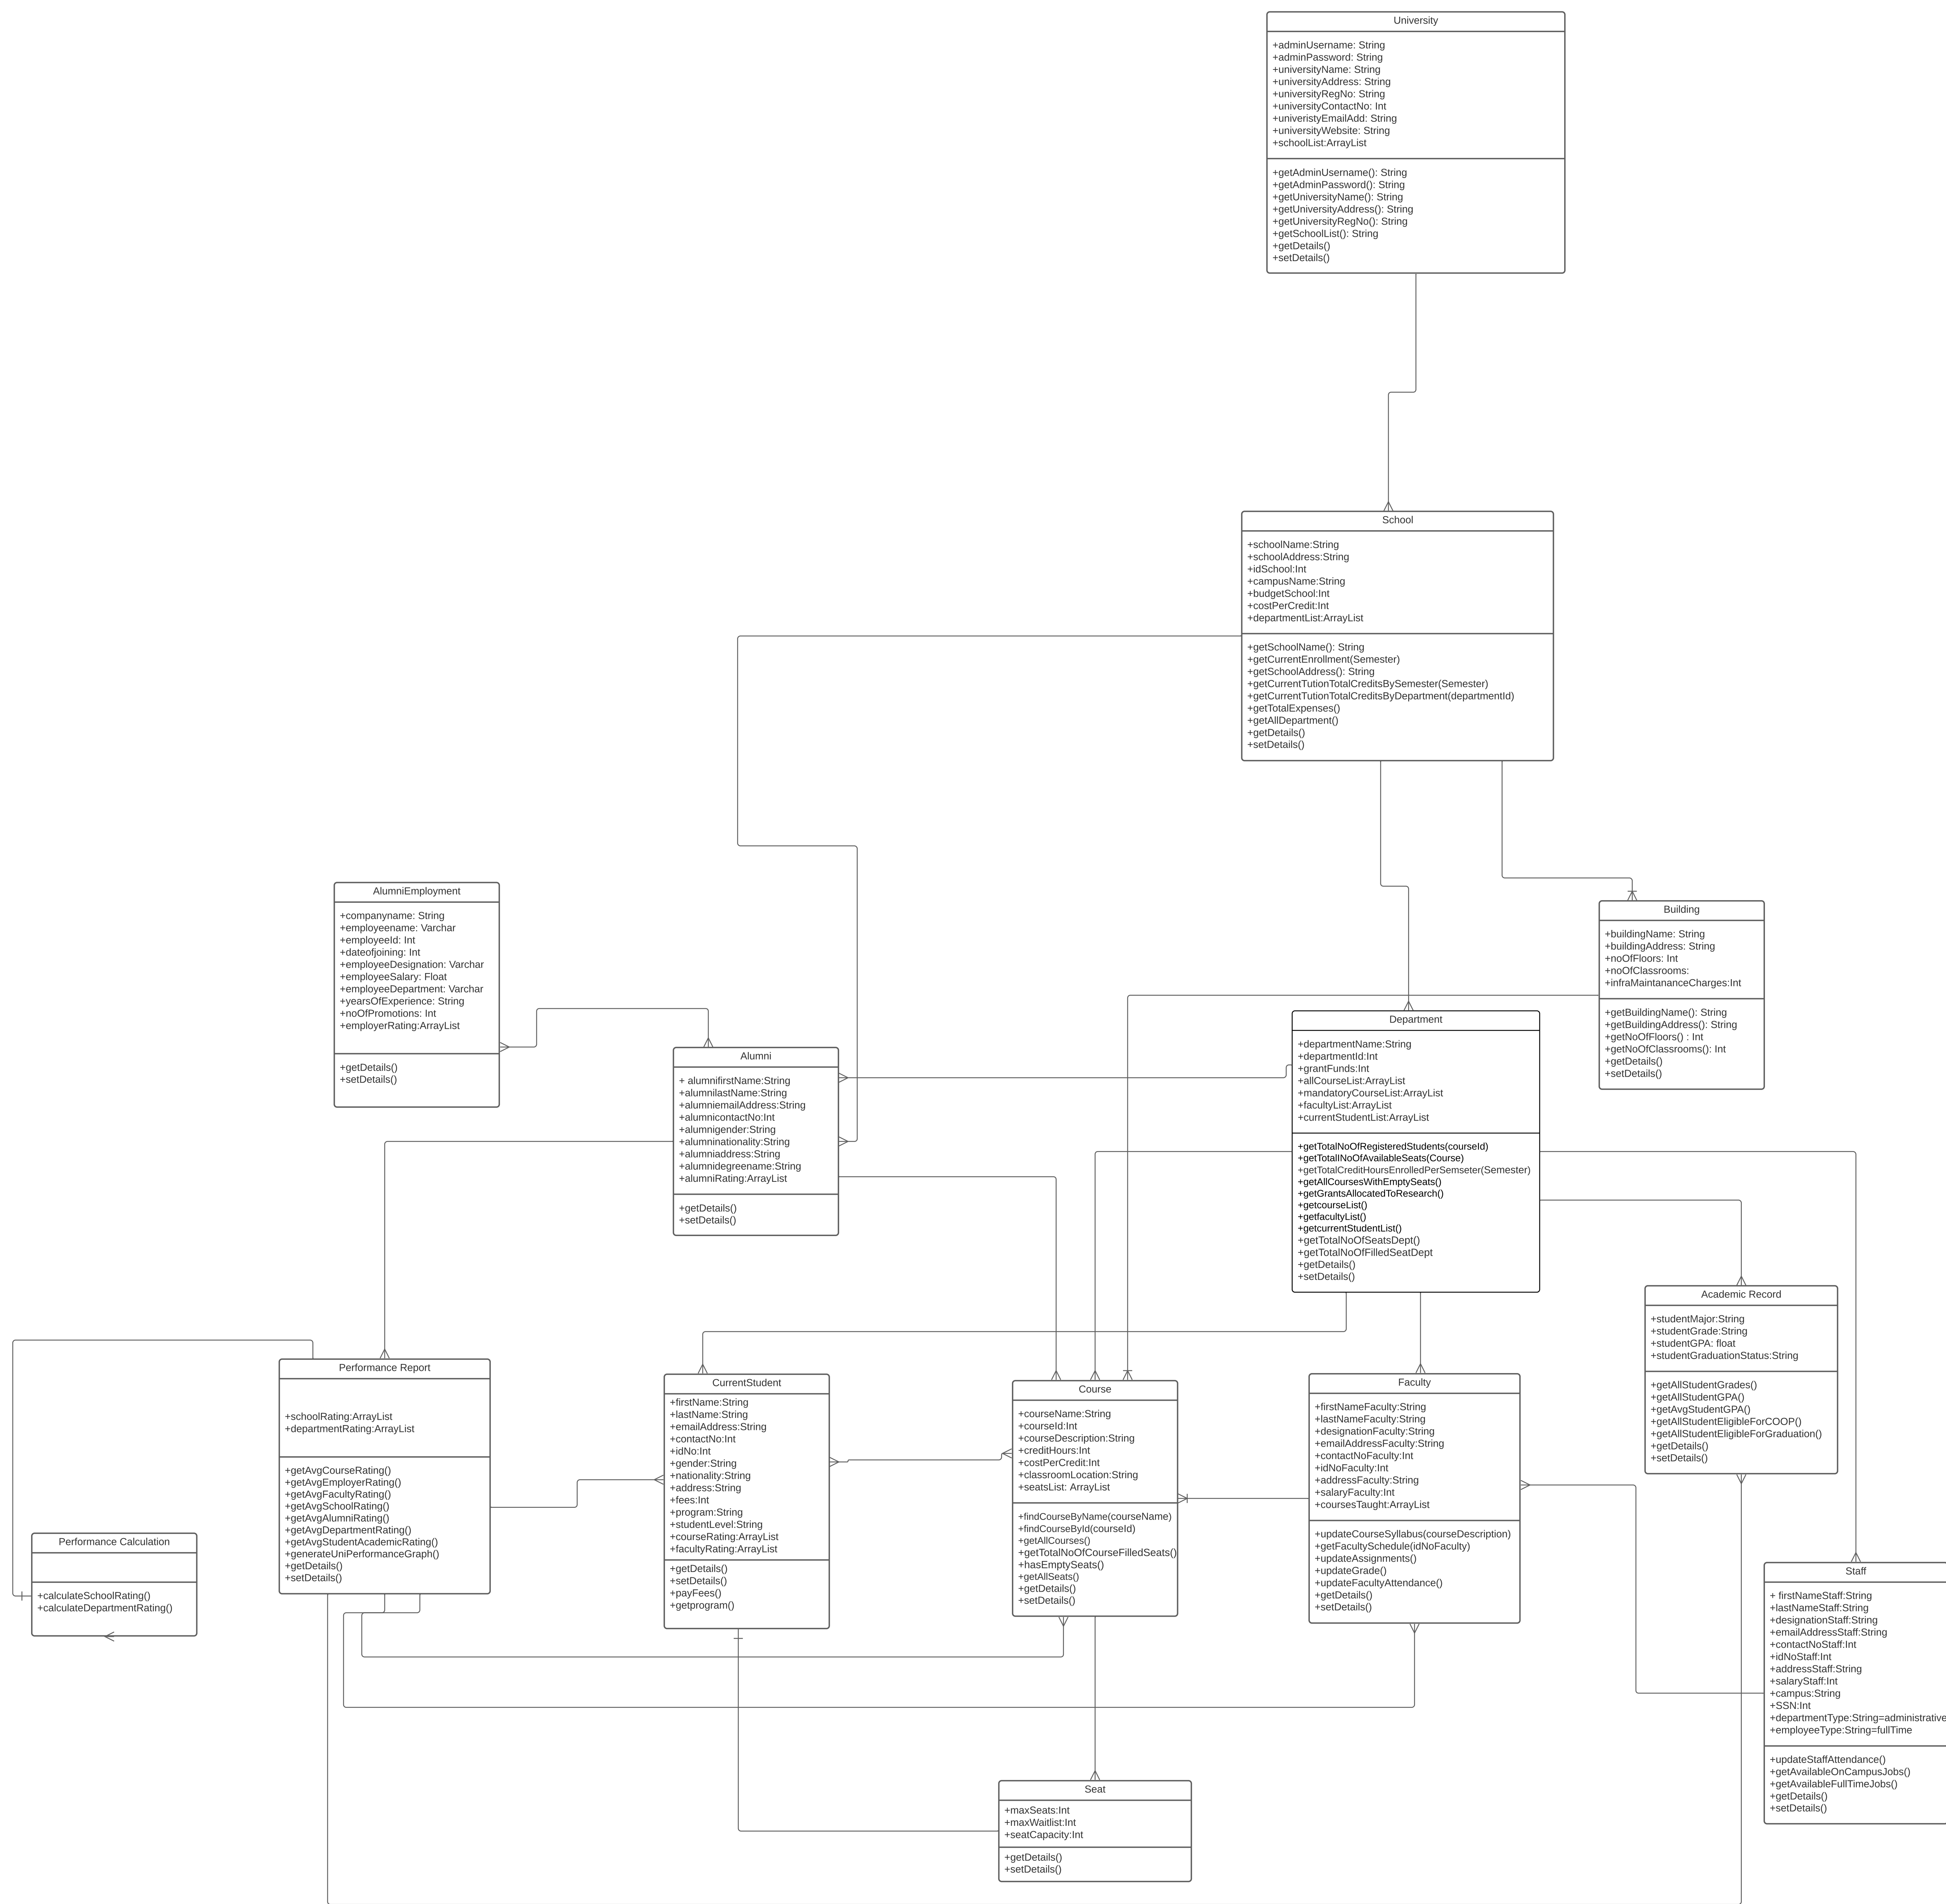 University
+adminUsername: String
+adminPassword: String
+universityName: String
+universityAddress: String
+universityRegNo: String
+universityContactNo: Int
+univeristyEmailAdd: String
+universityWebsite: String
+schoolList:ArrayList
+getAdminUsername(): String
+getAdminPassword(): String
+getUniversityName(): String
+getUniversityAddress(): String
+getUniversityRegNo(): String
+getSchoolList(): String
+getDetails()
+setDetails()
School
+schoolName:String
+schoolAddress:String
+idSchool:Int
+campusName:String
+budgetSchool:Int
+costPerCredit:Int
+departmentList:ArrayList
+getSchoolName(): String
+getCurrentEnrollment(Semester)
+getSchoolAddress(): String
+getCurrentTutionTotalCreditsBySemester(Semester)
+getCurrentTutionTotalCreditsByDepartment(departmentId)
+getTotalExpenses()
+getAllDepartment()
+getDetails()
+setDetails()
AlumniEmployment
+companyname: String
+employeename: Varchar
+employeeId: Int
+dateofjoining: Int
+employeeDesignation: Varchar
+employeeSalary: Float
+employeeDepartment: Varchar
+yearsOfExperience: String
+noOfPromotions: Int
+employerRating:ArrayList
+getDetails()
+setDetails()
Building
+buildingName: String
+buildingAddress: String
+noOfFloors: Int
+noOfClassrooms:
+infraMaintananceCharges:Int
+getBuildingName(): String
+getBuildingAddress(): String
+getNoOfFloors() : Int
+getNoOfClassrooms(): Int
+getDetails()
+setDetails()
Department
+departmentName:String
+departmentId:Int
+grantFunds:Int
+allCourseList:ArrayList
+mandatoryCourseList:ArrayList
+facultyList:ArrayList
+currentStudentList:ArrayList
+getTotalNoOfRegisteredStudents(courseId)
+getTotalINoOfAvailableSeats(Course)
+getTotalCreditHoursEnrolledPerSemseter(Semester)
+getAllCoursesWithEmptySeats()
+getGrantsAllocatedToResearch()
+getcourseList()
+getfacultyList()
+getcurrentStudentList()
+getTotalNoOfSeatsDept()
+getTotalNoOfFilledSeatDept
+getDetails()
+setDetails()
Alumni
+ alumnifirstName:String
+alumnilastName:String
+alumniemailAddress:String
+alumnicontactNo:Int
+alumnigender:String
+alumninationality:String
+alumniaddress:String
+alumnidegreename:String
+alumniRating:ArrayList
+getDetails()
+setDetails()
Academic Record
+studentMajor:String
+studentGrade:String
+studentGPA: float
+studentGraduationStatus:String
+getAllStudentGrades()
+getAllStudentGPA()
+getAvgStudentGPA()
+getAllStudentEligibleForCOOP()
+getAllStudentEligibleForGraduation()
+getDetails()
+setDetails()
Performance Report
+schoolRating:ArrayList
+departmentRating:ArrayList
+getAvgCourseRating()
+getAvgEmployerRating()
+getAvgFacultyRating()
+getAvgSchoolRating()
+getAvgAlumniRating()
+getAvgDepartmentRating()
+getAvgStudentAcademicRating()
+generateUniPerformanceGraph()
+getDetails()
+setDetails()
CurrentStudent
+firstName:String
+lastName:String
+emailAddress:String
+contactNo:Int
+idNo:Int
+gender:String
+nationality:String
+address:String
+fees:Int
+program:String
+studentLevel:String
+courseRating:ArrayList
+facultyRating:ArrayList
+getDetails()
+setDetails()
+payFees()
+getprogram()
Course
+courseName:String
+courseId:Int
+courseDescription:String
+creditHours:Int
+costPerCredit:Int
+classroomLocation:String
+seatsList: ArrayList
+findCourseByName(courseName)
+findCourseById(courseId)
+getAllCourses()
+getTotalNoOfCourseFilledSeats()
+hasEmptySeats()
+getAllSeats()
+getDetails()
+setDetails()
Faculty
+firstNameFaculty:String
+lastNameFaculty:String
+designationFaculty:String
+emailAddressFaculty:String
+contactNoFaculty:Int
+idNoFaculty:Int
+addressFaculty:String
+salaryFaculty:Int
+coursesTaught:ArrayList
+updateCourseSyllabus(courseDescription)
+getFacultySchedule(idNoFaculty)
+updateAssignments()
+updateGrade()
+updateFacultyAttendance()
+getDetails()
+setDetails()
Performance Calculation
+calculateSchoolRating()
+calculateDepartmentRating()
Staff
+ firstNameStaff:String
+lastNameStaff:String
+designationStaff:String
+emailAddressStaff:String
+contactNoStaff:Int
+idNoStaff:Int
+addressStaff:String
+salaryStaff:Int
+campus:String
+SSN:Int
+departmentType:String=administrative
+employeeType:String=fullTime
+updateStaffAttendance()
+getAvailableOnCampusJobs()
+getAvailableFullTimeJobs()
+getDetails()
+setDetails()
Seat
+maxSeats:Int
+maxWaitlist:Int
+seatCapacity:Int
+getDetails()
+setDetails()